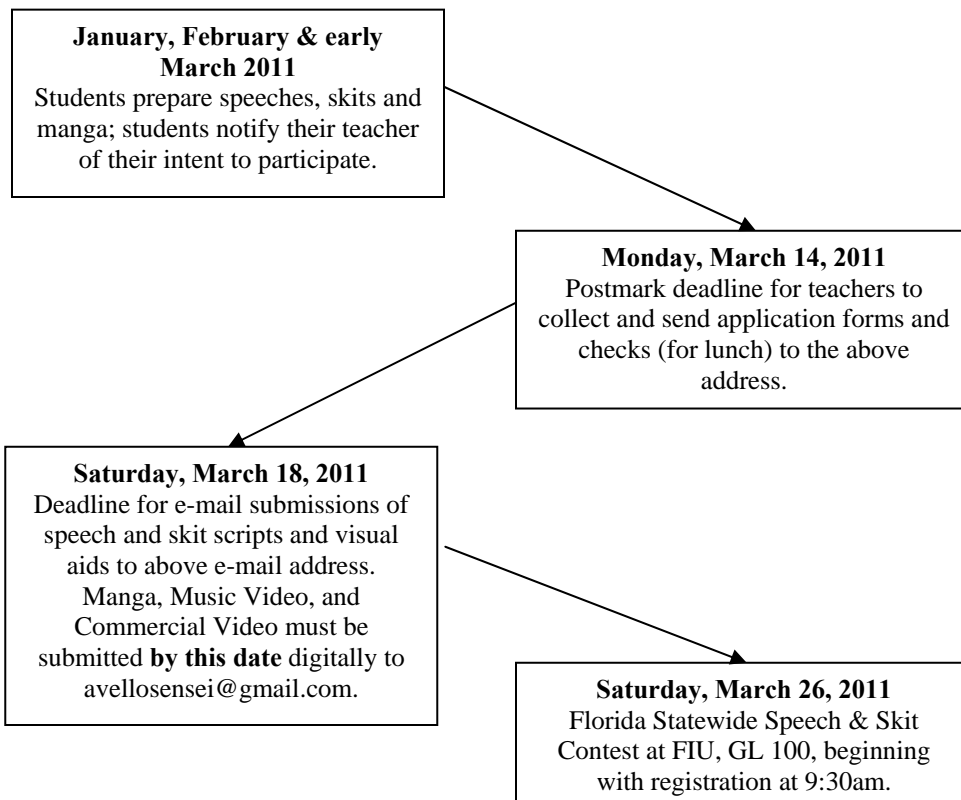 January, February & early
March 2011
Students prepare speeches, skits and
manga; students notify their teacher
of their intent to participate.
Monday, March 14, 2011
Postmark deadline for teachers to
collect and send application forms and
checks (for lunch) to the above
address.
Saturday, March 18, 2011
Deadline for e-mail submissions of
speech and skit scripts and visual
aids to above e-mail address.
Manga, Music Video, and
Commercial Video must be
submitted by this date digitally to
avellosensei@gmail.com.
Saturday, March 26, 2011
Florida Statewide Speech & Skit
Contest at FIU, GL 100, beginning
with registration at 9:30am.